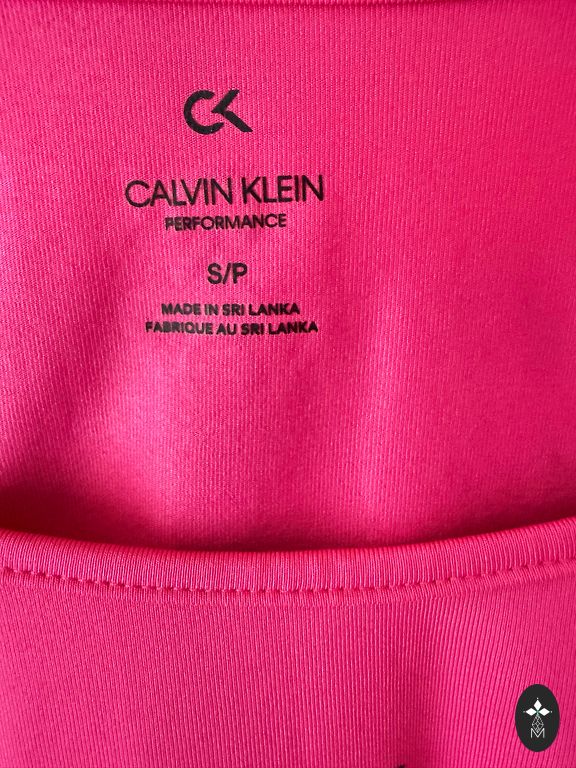 CK
CALVIN KLEIN
PERFORMANCE
S/P
MADE IN SRI LANKA
FABRIQUE AU SRI LANKA
M